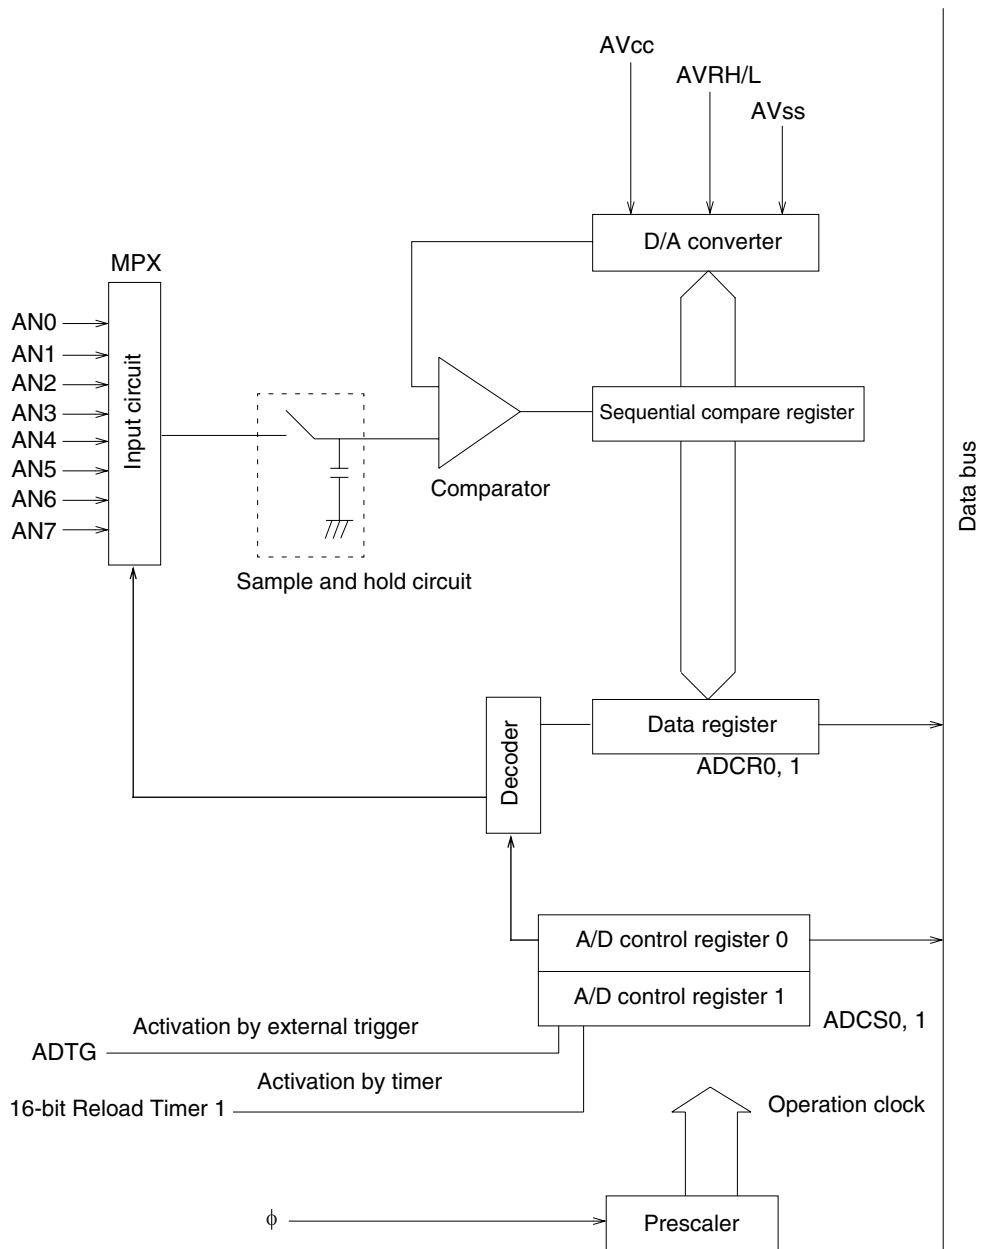 AVcc
AVRH/L
AVss
D/A converter
MPX
AN0
AN1
AN2
AN3
AN4
AN5
AN6
AN7
Input circuit
Sequential compare register
Comparator
Sample and hold circuit
Data bus
Decoder
Data register
ADCR0, 1
A/D control register 0
A/D control register 1
ADCS0, 1
Activation by external trigger
ADTG
Activation by timer
16-bit Reload Timer 1
Operation clock
ϕ
Prescaler